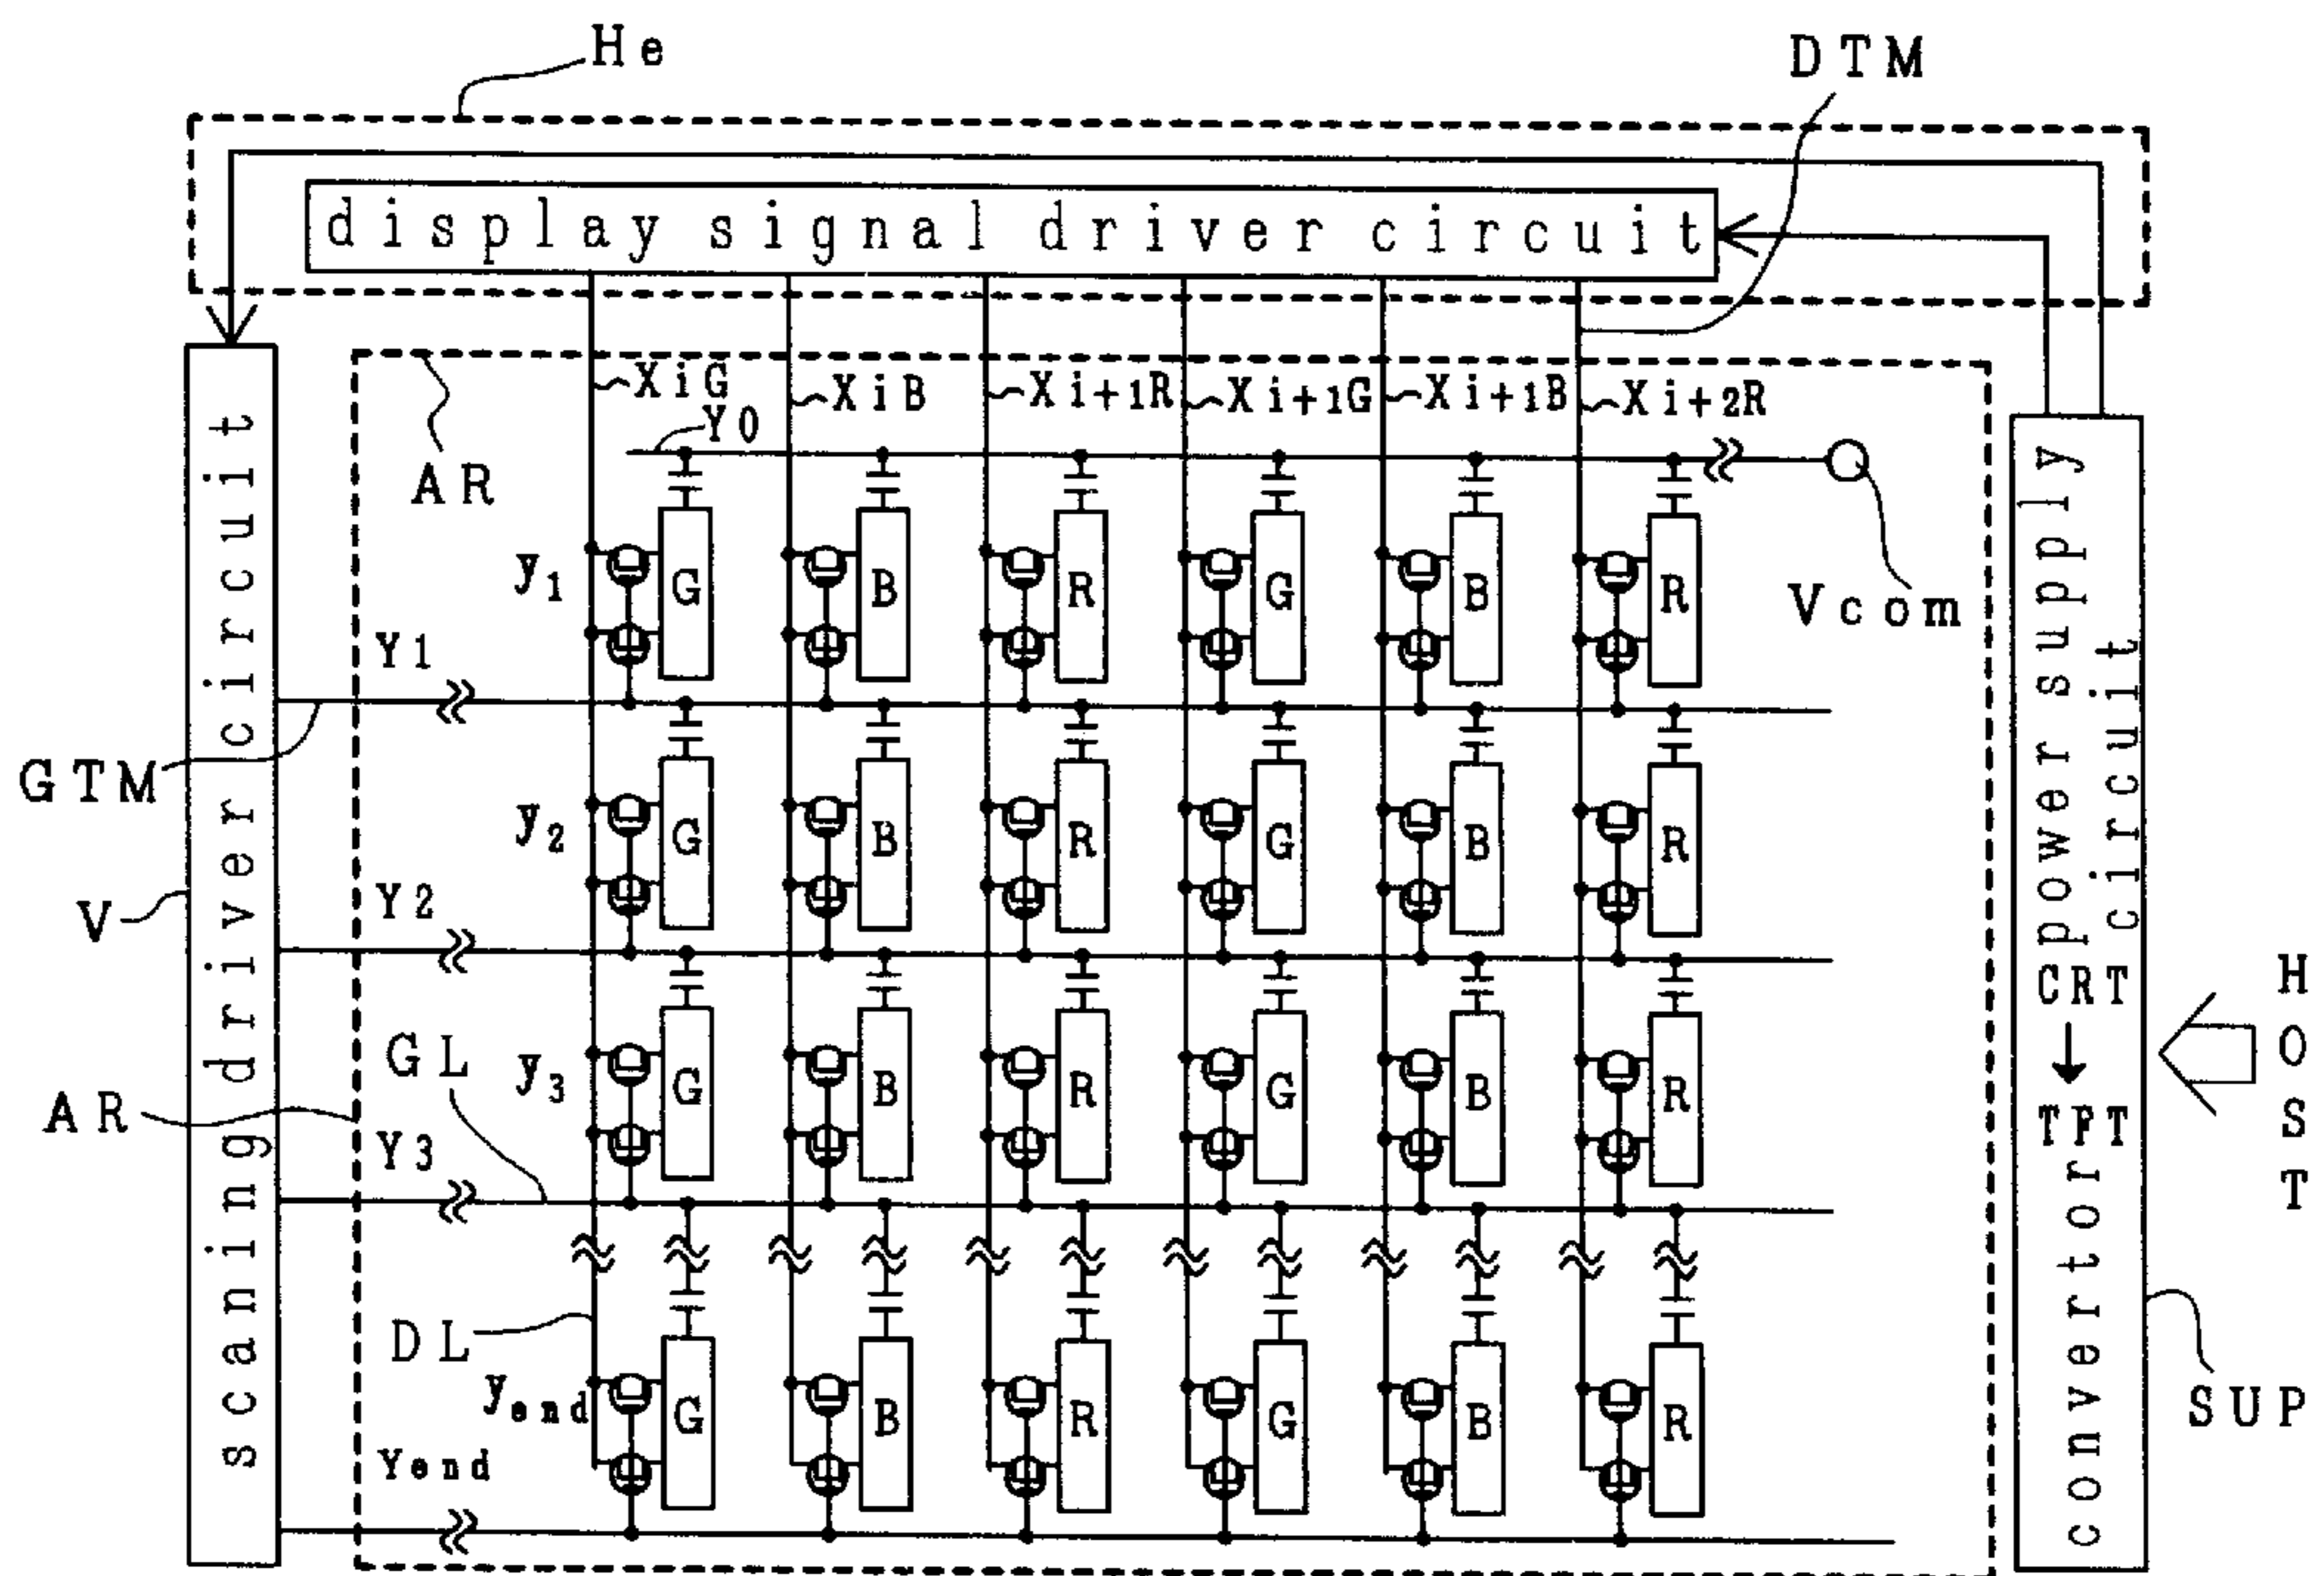 He
DTM
display signal driver circuit
XiG
XiB
Xi+1R
Xi+1G
Xi+1B
Xi+2R
Y0
AR
Vcom
y1
G
B
R
G
B
R
Y1
GTM
y2
G
B
R
G
B
R
Y2
V
scaning driver circuit
y3
G
B
R
G
B
R
GL
AR
Y3
DL
yend
G
B
R
G
B
R
Yend
power supply
circuit
CRT
TFT
convertor
HOST
SUP